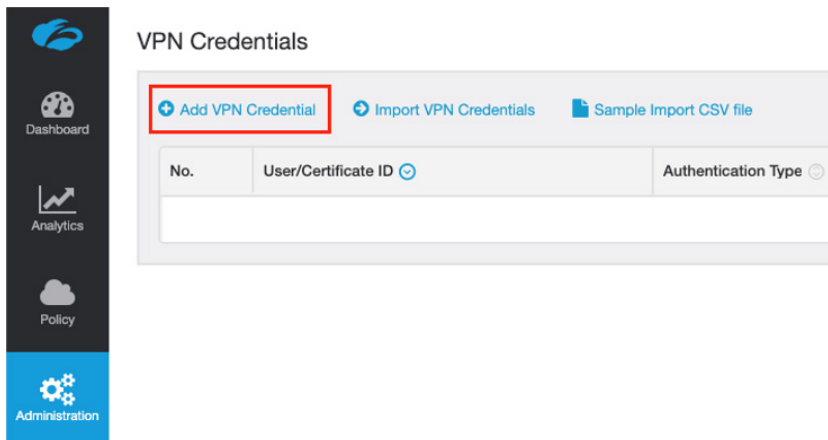 VPN Credentials
Add VPN Credential Import VPN Credentials Sample Import CSV file
No. User/Certificate ID Authentication Type
Dashboard
Analytics
Policy
Administration